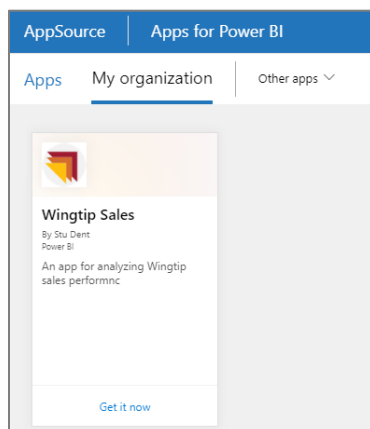 AppSource Apps for Power BI
Apps My organization Other apps
Wingtip Sales
By Stu Dent
Power BI
An app for analyzing Wingtip
sales performnc
Get it now